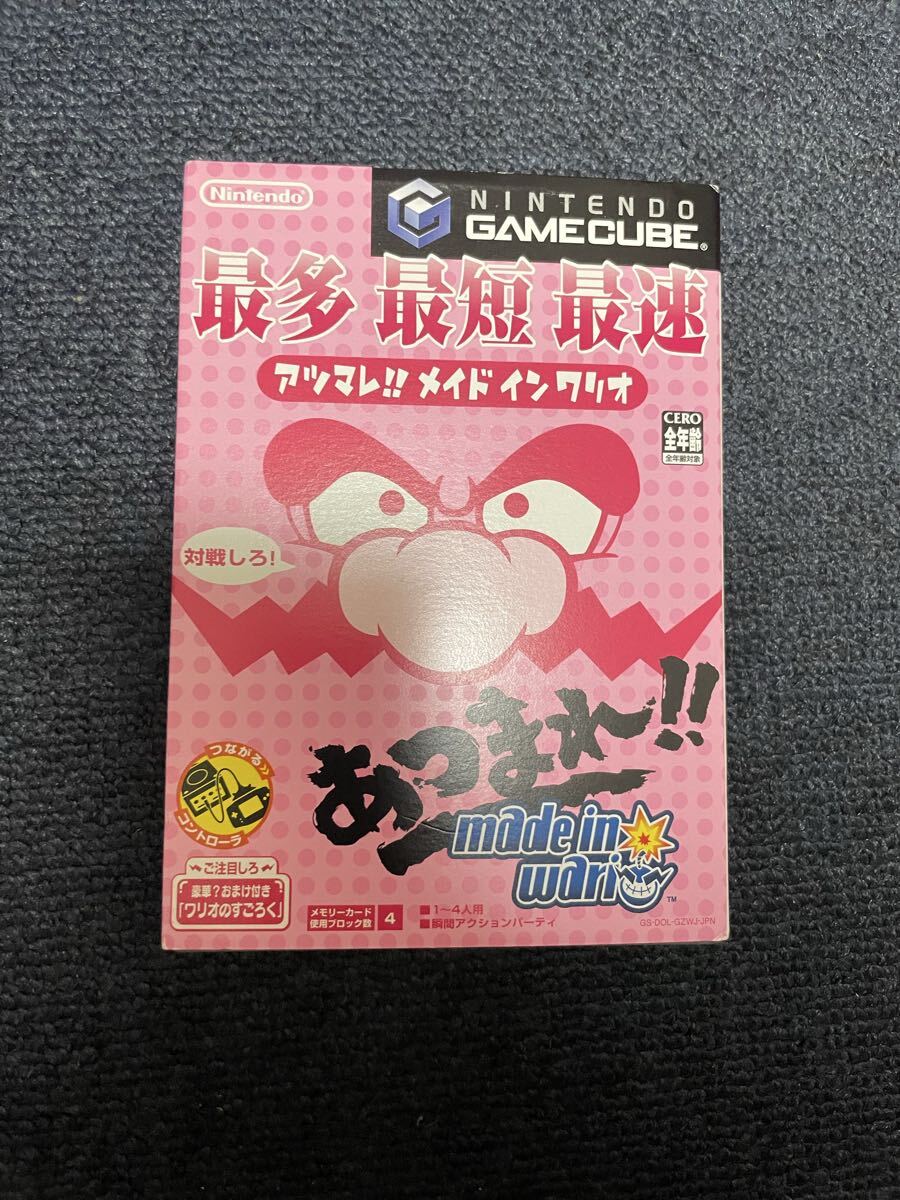 Nintendo®
NINTENDO
GAMECUBE®
最多 最短 最速
アツマレ!! メイド イン ワリオ
CERO
全年齢
全年齢対象
対戦しろ!
あつまれー!!
made in
wario™
つながる
コントローラ
ご注目しろ
豪華?おまけ付き
「ワリオのすごろく」
メモリーカード
使用ブロック数 4
■1〜4人用
■瞬間アクションパーティ
GS-DOL-GZWJ-JPN